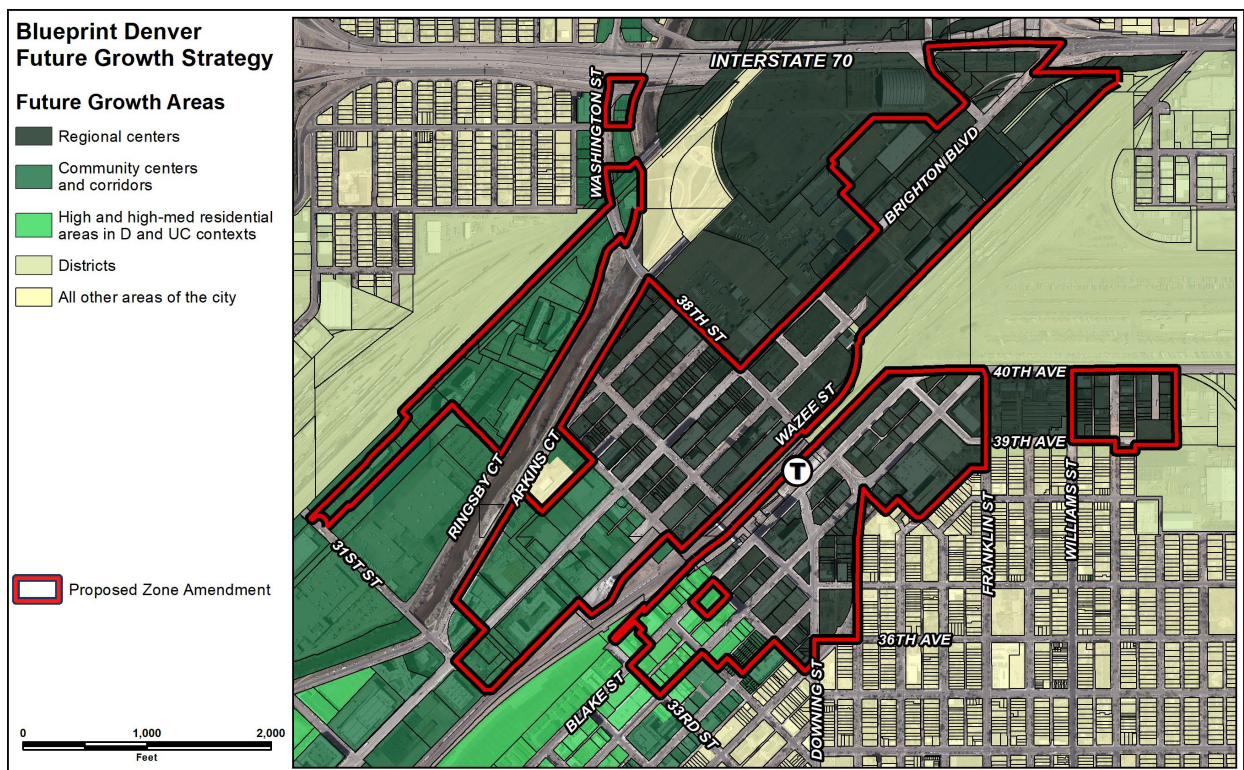 Blueprint Denver
Future Growth Strategy
Future Growth Areas
Regional centers
Community centers
and corridors
High and high-med residential
areas in D and UC contexts
Districts
All other areas of the city
Proposed Zone Amendment
0 1,000 2,000
Feet
INTERSTATE 70
WASHINGTON ST
BRIGHTON BLVD
38TH ST
40TH AVE
WAZEE ST
39TH AVE
T
RINGSBY CT
ARKINS CT
31ST ST
FRANKLIN ST
WILLIAMS ST
36TH AVE
BLAKE ST
33RD ST
DOWNING ST